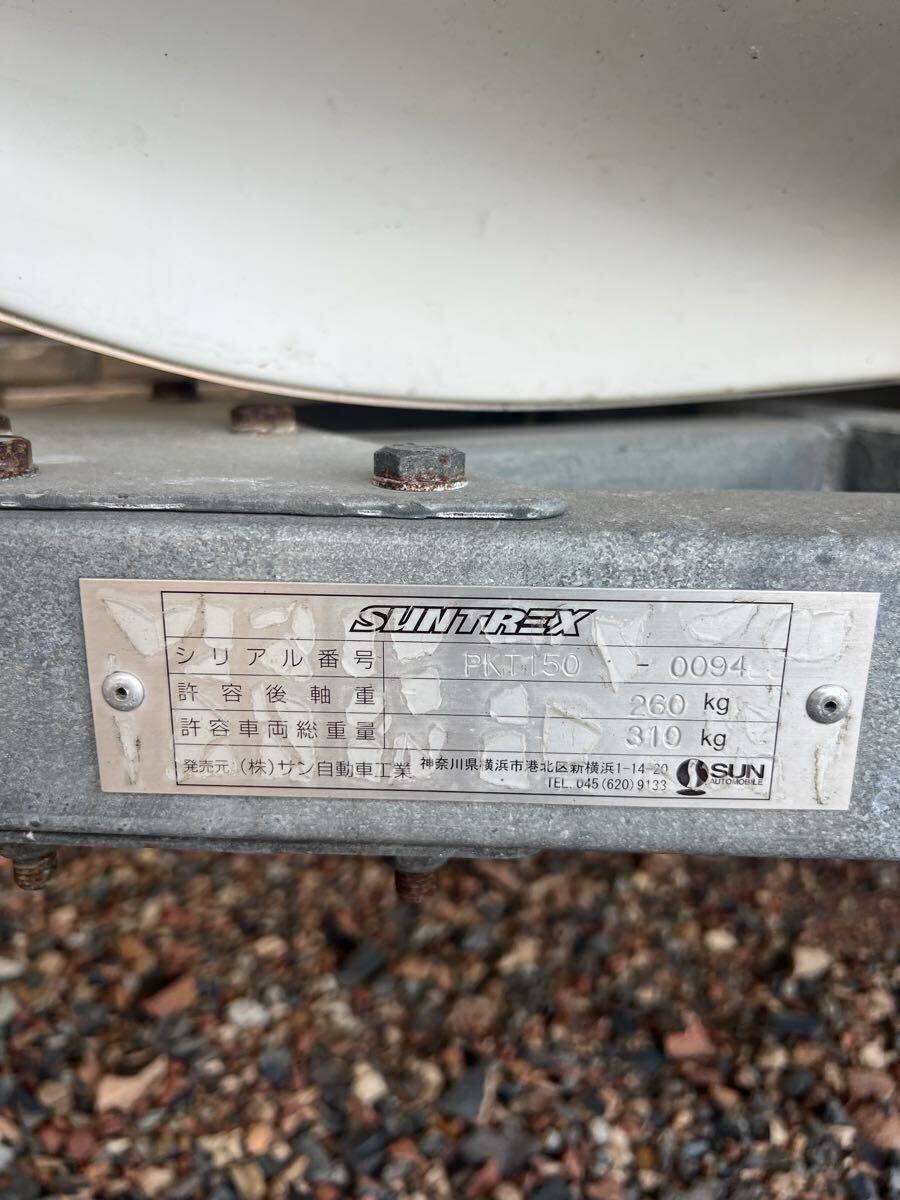 SUNTREX
シリアル番号 PKT150 - 0094
許容後軸重 260 kg
許容車両総重量 310 kg
発売元 (株)サン自動車工業 神奈川県横浜市港北区新横浜1-14-20
TEL. 045 (620) 9133
SUN
AUTOMOBILE